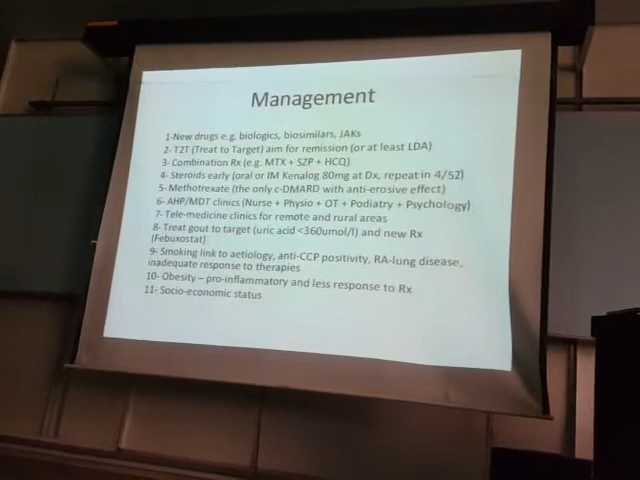 Management
1-New drugs e.g. biologics, biosimilars, JAKs
2- T2T (Treat to Target) aim for remission (or at least LDA)
3- Combination Rx (e.g. MTX + SZP + HCQ)
4- Steroids early (oral or IM Kenalog 80mg at Dx, repeat in 4/52)
5- Methotrexate (the only c-DMARD with anti-erosive effect)
6- AHP/MDT clinics (Nurse + Physio + OT + Podiatry + Psychology)
7- Tele-medicine clinics for remote and rural areas
8- Treat gout to target (uric acid <360umol/l) and new Rx
(Febuxostat)
9- Smoking link to aetiology, anti-CCP positivity, RA-lung disease,
inadequate response to therapies
10- Obesity – pro-inflammatory and less response to Rx
11- Socio-economic status